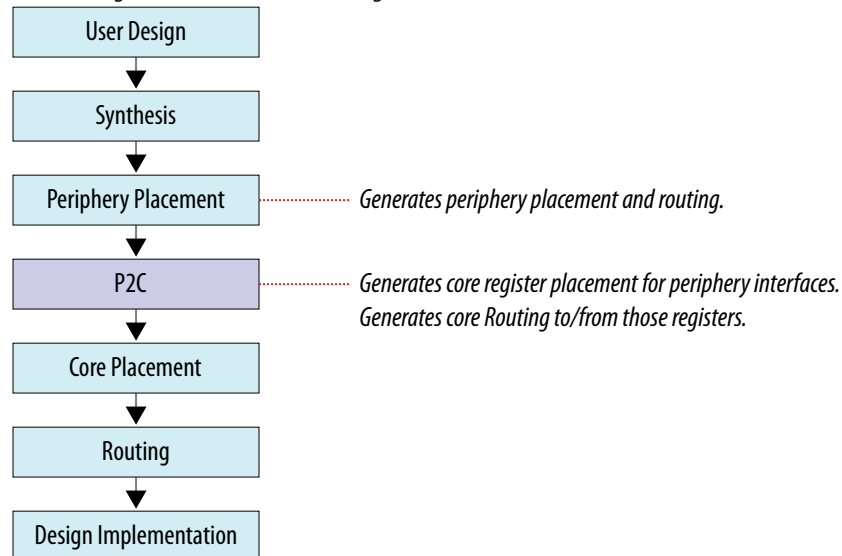 User Design
Synthesis
Periphery Placement
Generates periphery placement and routing.
P2C
Generates core register placement for periphery interfaces.
Generates core Routing to/from those registers.
Core Placement
Routing
Design Implementation